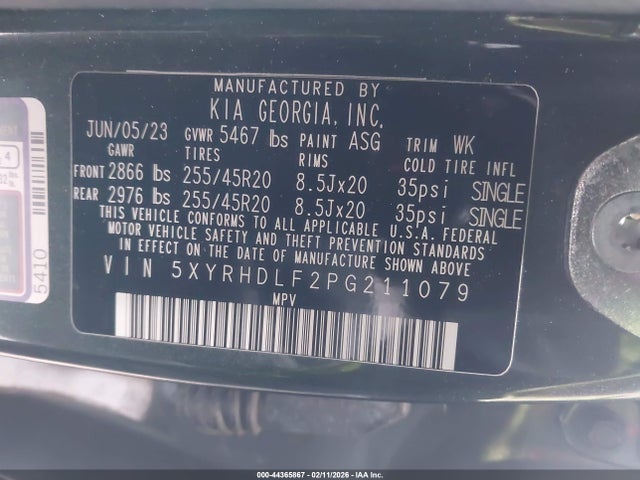 MANUFACTURED BY
KIA GEORGIA, INC.
JUN/05/23 GVWR 5467 lbs PAINT ASG TRIM WK
GAWR TIRES RIMS COLD TIRE INFL
FRONT 2866 lbs 255/45R20 8.5Jx20 35psi SINGLE
REAR 2976 lbs 255/45R20 8.5Jx20 35psi SINGLE
THIS VEHICLE CONFORMS TO ALL APPLICABLE U.S.A. FEDERAL
MOTOR VEHICLE SAFETY AND THEFT PREVENTION STANDARDS
IN EFFECT ON THE DATE OF MANUFACTURE SHOWN ABOVE.
VIN 5XYRHDLF2PG211079
MPV
4
5410
000-44365867 - 02/11/2026 - IAA Inc.